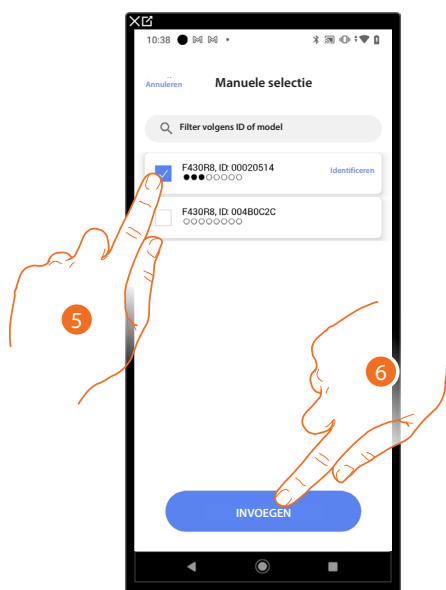 10:38
Annuleren Manuele selectie
Filter volgens ID of model
F430R8, ID: 00020514 Identificeren
F430R8, ID: 004B0C2C
5
6
INVOEGEN